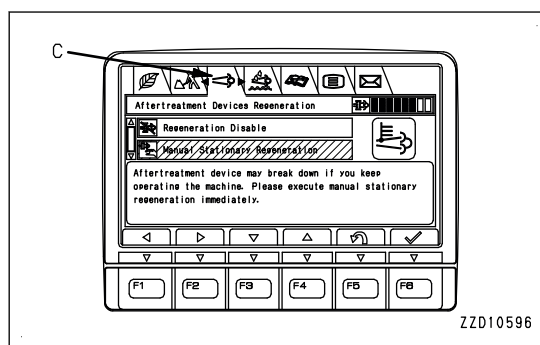 C
Aftertreatment Devices Regeneration
Regeneration Disable
Manual Stationary Regeneration
Aftertreatment device may break down if you keep
operating the machine. Please execute manual stationary
regeneration immediately.
F1 F2 F3 F4 F5 F6
ZZD10596